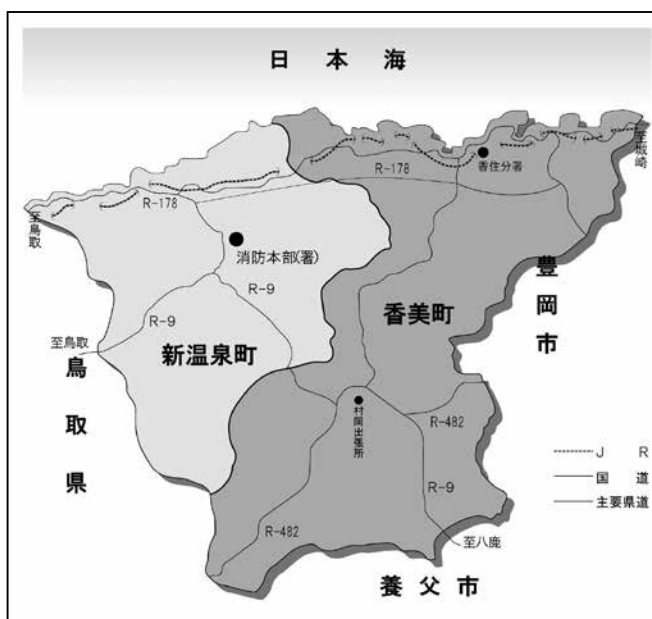 日本海
至城崎
香住分署
R-178
R-178
至鳥取
消防本部(署)
R-9
豊岡市
香美町
R-9
至鳥取
新温泉町
鳥取県
村岡出張所
R-482
JR
国道
R-9
主要県道
R-482
至八鹿
養父市